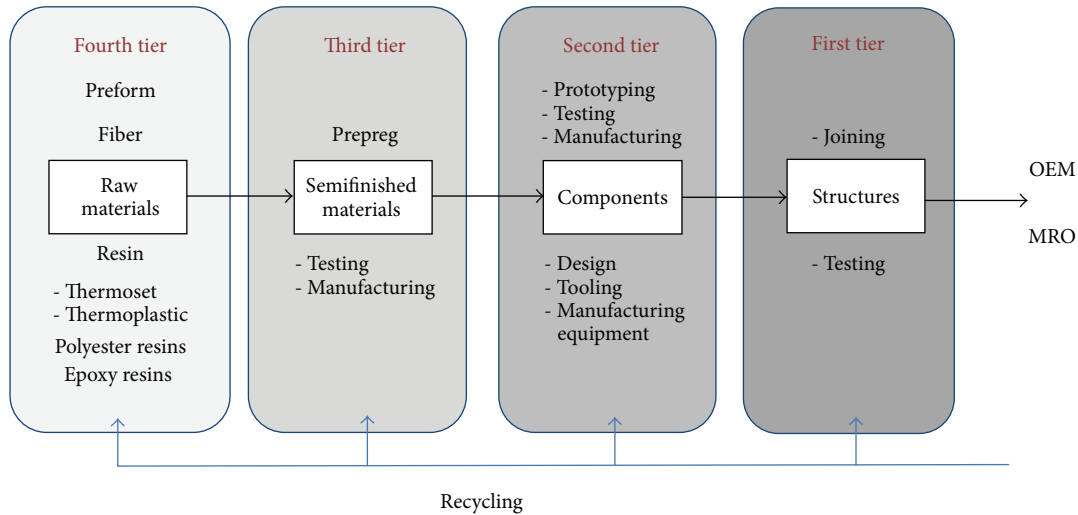 Fourth tier
Preform
Fiber
Raw
materials
Resin
- Thermoset
- Thermoplastic
Polyester resins
Epoxy resins
Third tier
Prepreg
Semifinished
materials
- Testing
- Manufacturing
Second tier
- Prototyping
- Testing
- Manufacturing
Components
- Design
- Tooling
- Manufacturing
equipment
First tier
- Joining
Structures
- Testing
OEM
MRO
Recycling